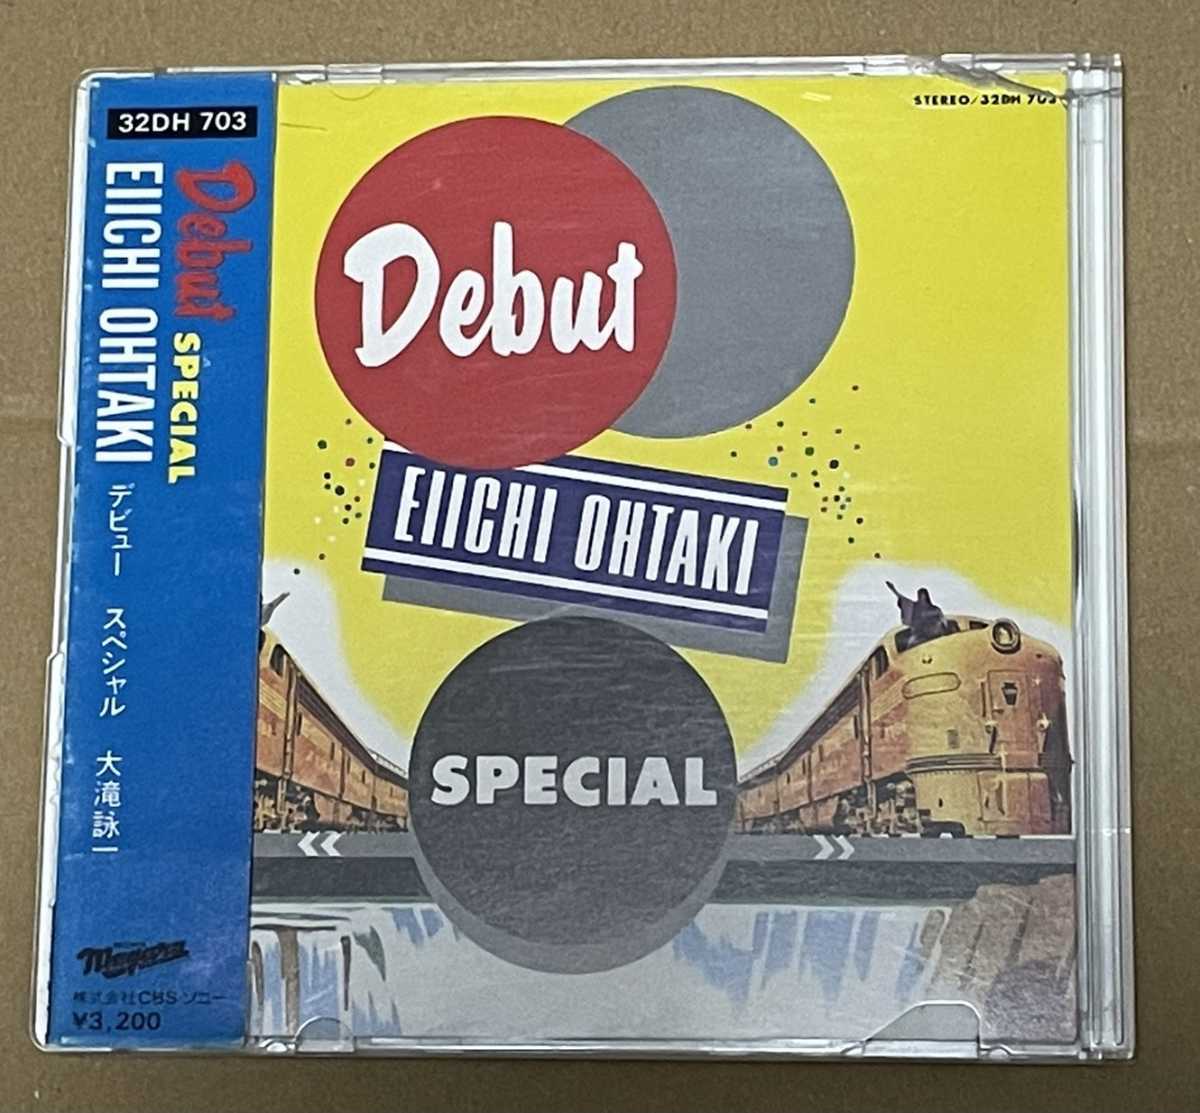 32DH 703
Debut SPECIAL
EIICHI OHTAKI デビュー スペシャル 大滝詠一
株式会社CBS・ソニー
¥3,200
STEREO/32DH 703
Debut
EIICHI OHTAKI
SPECIAL